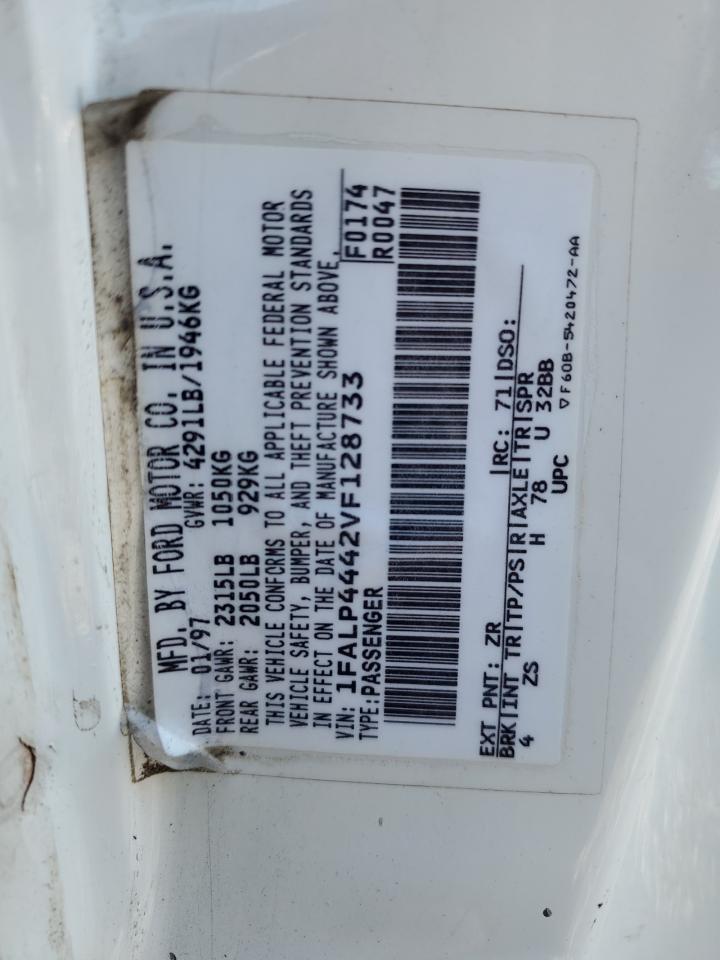 MFD. BY FORD MOTOR CO. IN U.S.A.
DATE: 01/97 GVWR: 4291LB/1946KG
FRONT GAWR: 2315LB 1050KG
REAR GAWR: 2050LB 929KG
THIS VEHICLE CONFORMS TO ALL APPLICABLE FEDERAL MOTOR
VEHICLE SAFETY, BUMPER, AND THEFT PREVENTION STANDARDS
IN EFFECT ON THE DATE OF MANUFACTURE SHOWN ABOVE.
VIN: 1FALP4442VF128733 F0174
TYPE:PASSENGER R0047
EXT PNT: ZR |RC: 71|DSO:
BRK|INT TR|TP/PS|R|AXLE|TR|SPR
4 ZS H 78 U 32BB
UPC
▽F60B-5420472-AA